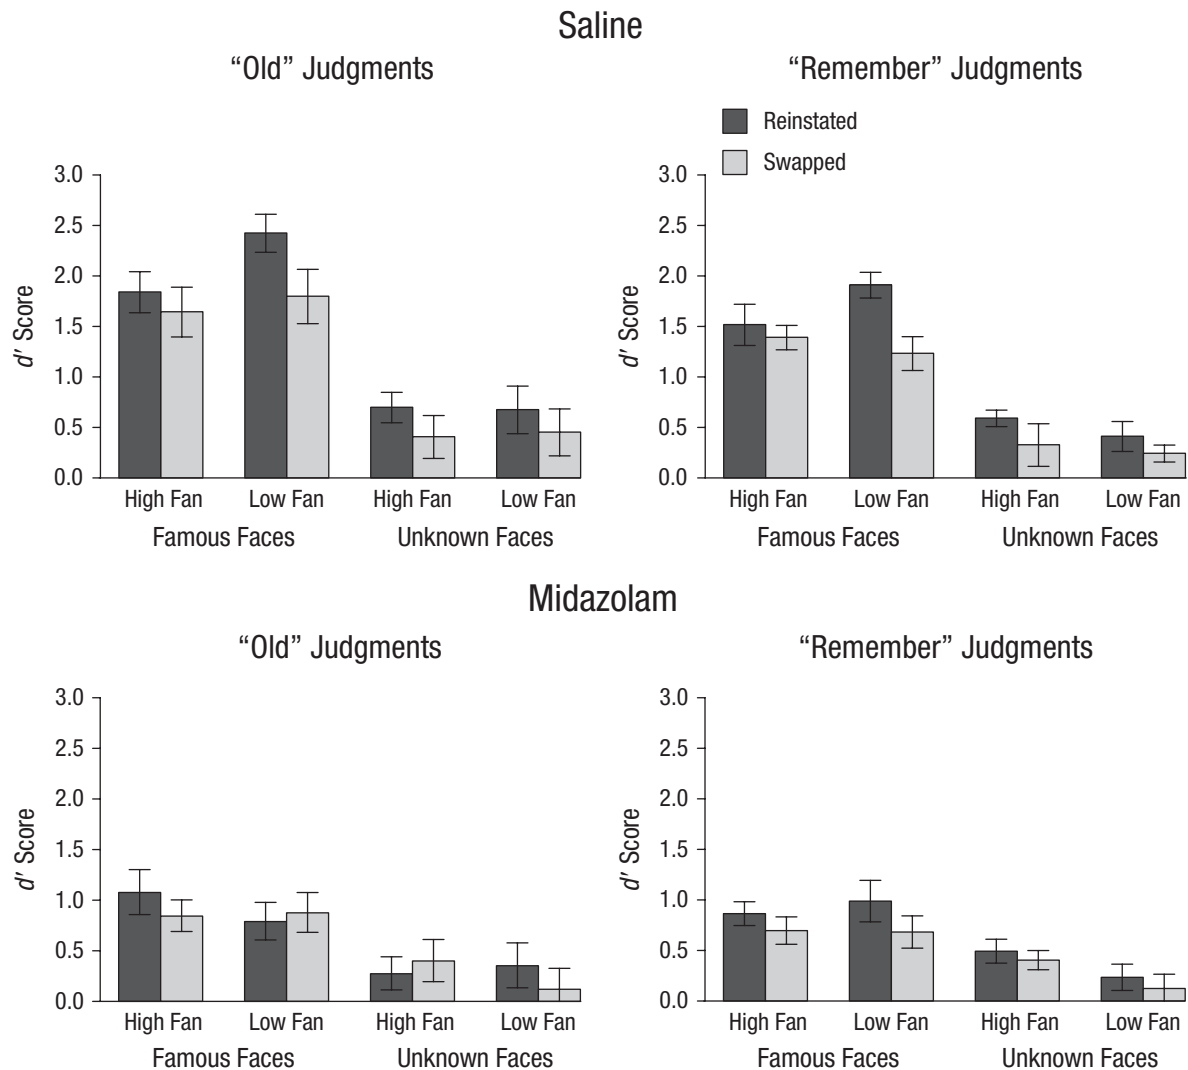 Saline
“Old” Judgments
“Remember” Judgments
Reinstated
Swapped
3.0
2.5
2.0
1.5
1.0
0.5
0.0
d′ Score
High Fan Low Fan High Fan Low Fan
Famous Faces Unknown Faces
3.0
2.5
2.0
1.5
1.0
0.5
0.0
d′ Score
High Fan Low Fan High Fan Low Fan
Famous Faces Unknown Faces
Midazolam
“Old” Judgments
“Remember” Judgments
3.0
2.5
2.0
1.5
1.0
0.5
0.0
d′ Score
High Fan Low Fan High Fan Low Fan
Famous Faces Unknown Faces
3.0
2.5
2.0
1.5
1.0
0.5
0.0
d′ Score
High Fan Low Fan High Fan Low Fan
Famous Faces Unknown Faces